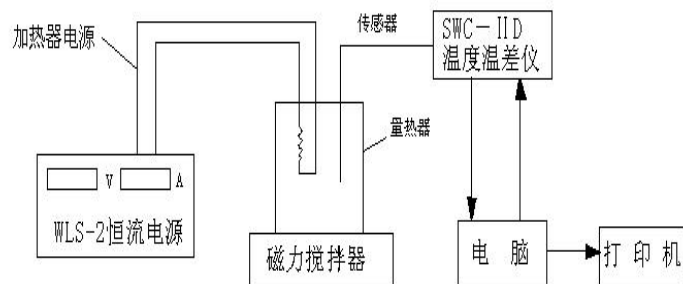 加热器电源
传感器
SWC-IID
温度温差仪
量热器
V
A
WLS-2恒流电源
磁力搅拌器
电脑
打印机